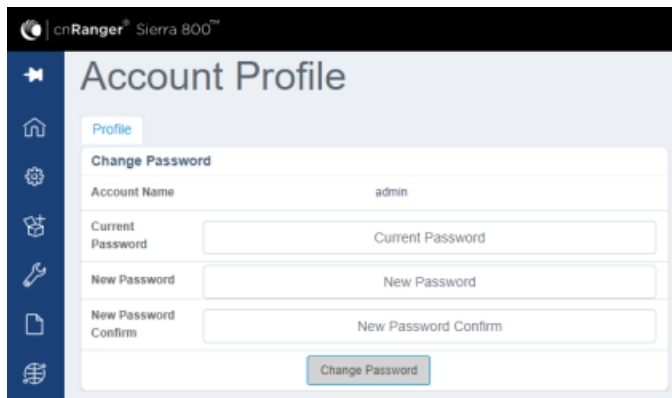 cnRanger® Sierra 800™
Account Profile
Profile
Change Password
Account Name
admin
Current
Password
Current Password
New Password
New Password
New Password
Confirm
New Password Confirm
Change Password